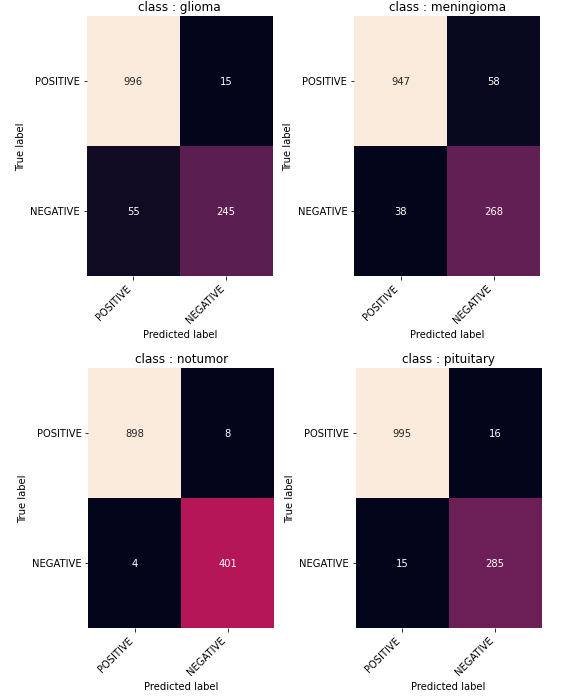 class : glioma
True label
POSITIVE
996
15
NEGATIVE
55
245
POSITIVE
NEGATIVE
Predicted label
class : meningioma
True label
POSITIVE
947
58
NEGATIVE
38
268
POSITIVE
NEGATIVE
Predicted label
class : notumor
True label
POSITIVE
898
8
NEGATIVE
4
401
POSITIVE
NEGATIVE
Predicted label
class : pituitary
True label
POSITIVE
995
16
NEGATIVE
15
285
POSITIVE
NEGATIVE
Predicted label